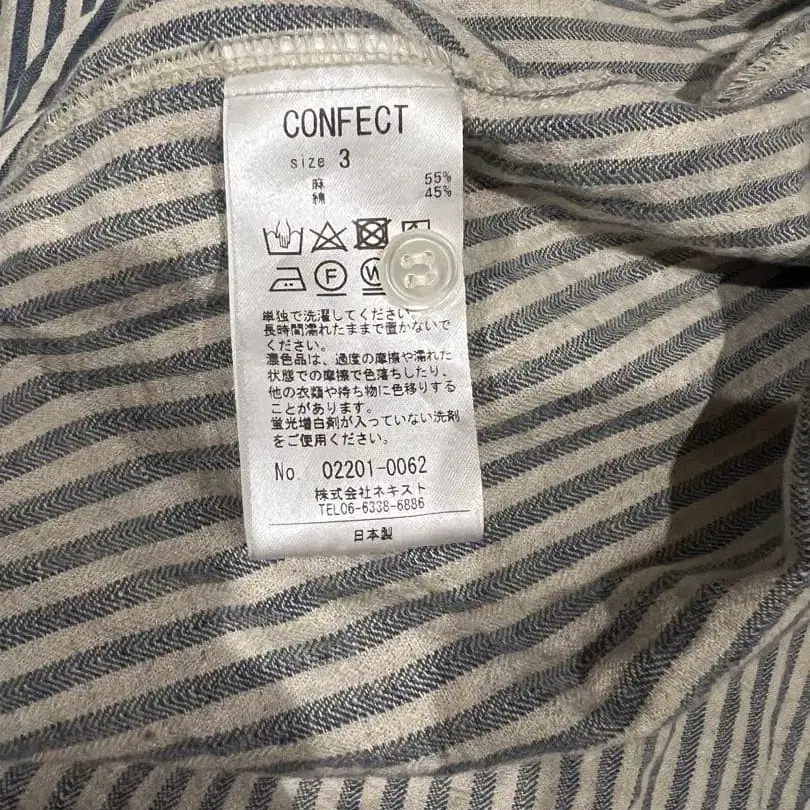 CONFECT
size 3
麻 55%
綿 45%
F W
単独で洗濯してください
長時間濡れたままで置かないで
ください。
濃色品は、過度の摩擦や濡れた
状態での摩擦で色落ちしたり、
他の衣類や持ち物に色移りする
ことがあります。
蛍光増白剤が入っていない洗剤
をご使用ください。
No. 02201-0062
株式会社ネキスト
TEL06-6338-6886
日本製